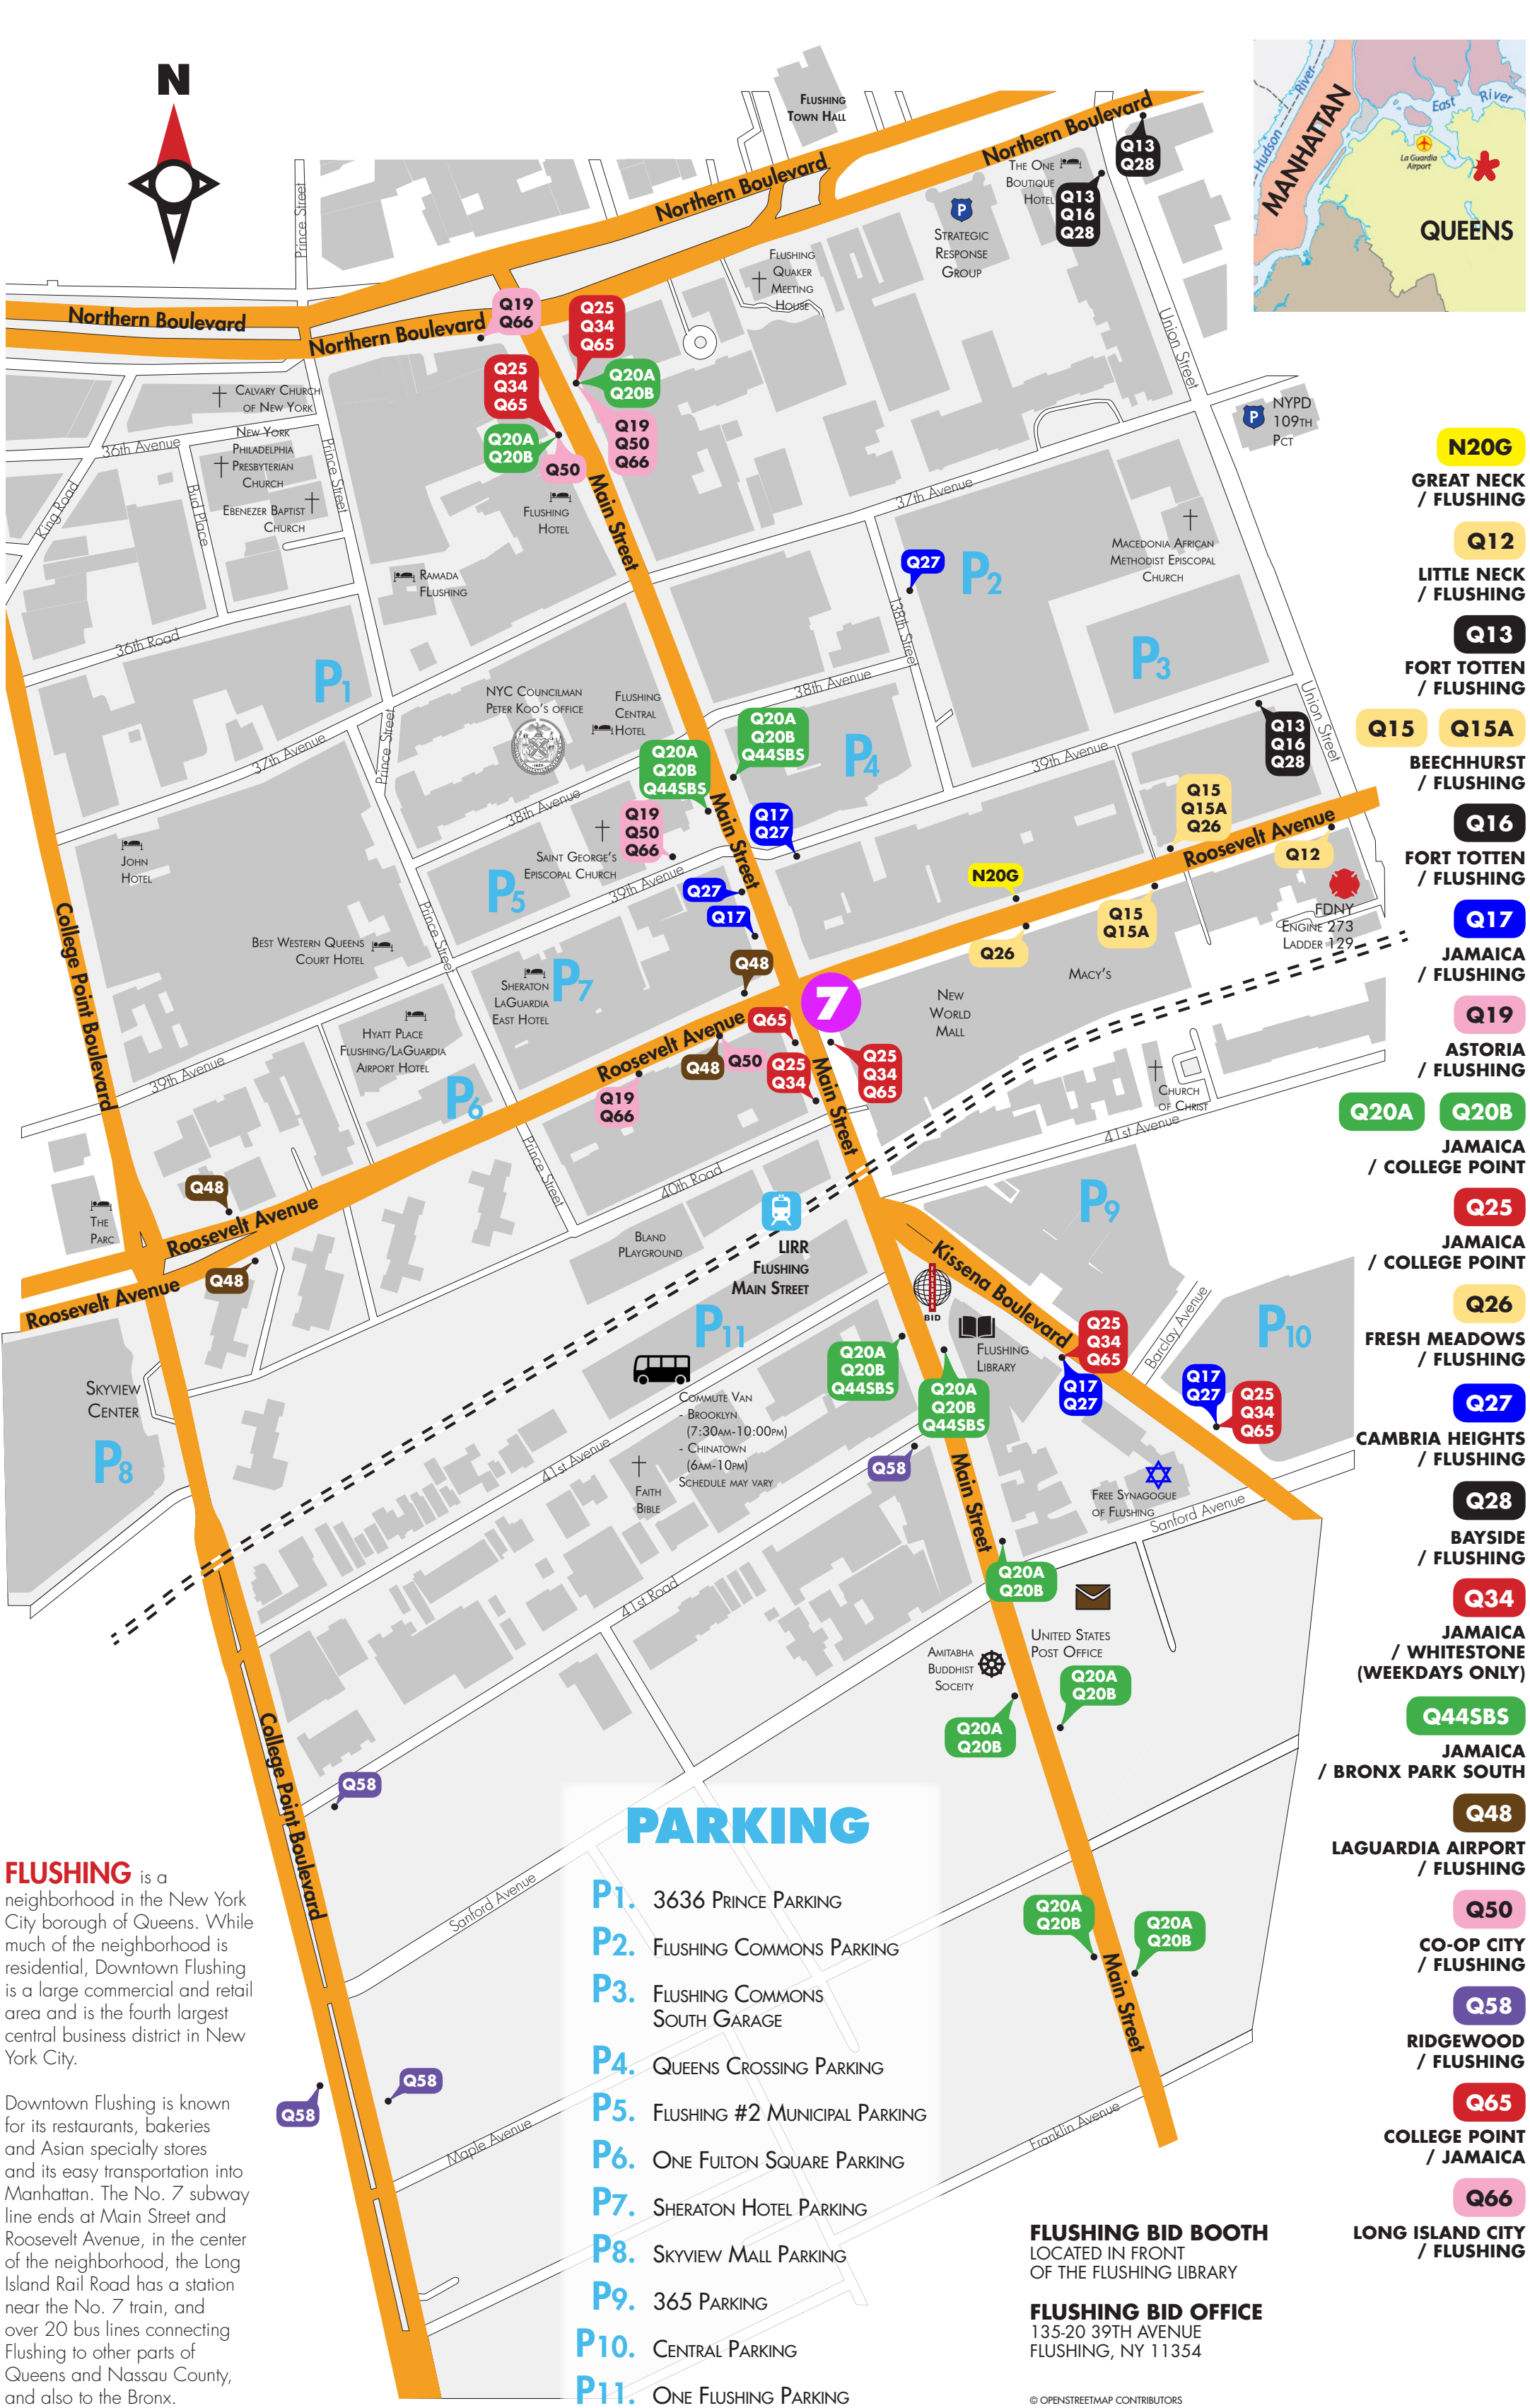 N
FLUSHING
TOWN HALL
Northern Boulevard
Northern Boulevard
Q13
Q28
THE ONE
BOUTIQUE
HOTEL
Q13
Q16
Q28
P
STRATEGIC
RESPONSE
GROUP
Prince Street
FLUSHING
QUAKER
MEETING
HOUSE
Hudson River
MANHATTAN
East River
La Guardia
Airport
QUEENS
Northern Boulevard
Northern Boulevard
Q19
Q66
Q25
Q34
Q65
Q25
Q34
Q65
Q20A
Q20B
Q19
Q50
Q66
Q20A
Q20B
Q50
Main Street
Union Street
CALVARY CHURCH
OF NEW YORK
NEW YORK
PHILADELPHIA
PRESBYTERIAN
CHURCH
EBENEZER BAPTIST
CHURCH
36th Avenue
King Road
Bud Place
Prince Street
FLUSHING
HOTEL
RAMADA
FLUSHING
37th Avenue
P
NYPD
109TH
PCT
MACEDONIA AFRICAN
METHODIST EPISCOPAL
CHURCH
Q27
P2
138th Street
P3
36th Road
P1
NYC COUNCILMAN
PETER KOO'S OFFICE
FLUSHING
CENTRAL
HOTEL
38th Avenue
Q20A
Q20B
Q44SBS
Q20A
Q20B
Q44SBS
P4
Union Street
Q13
Q16
Q28
37th Avenue
Prince Street
38th Avenue
39th Avenue
JOHN
HOTEL
Q19
Q50
Q66
SAINT GEORGE'S
EPISCOPAL CHURCH
Main Street
Q17
Q27
Q15
Q15A
Q26
Roosevelt Avenue
Q12
P5
39th Avenue
Q27
Q17
N20G
Q15
Q15A
Q26
FDNY
ENGINE 273
LADDER 129
College Point Boulevard
Prince Street
BEST WESTERN QUEENS
COURT HOTEL
SHERATON
LAGUARDIA
EAST HOTEL
P7
Q48
7
MACY'S
NEW
WORLD
MALL
HYATT PLACE
FLUSHING/LAGUARDIA
AIRPORT HOTEL
Roosevelt Avenue
Q65
Q48
Q50
Q25
Q34
Q25
Q34
Q65
39th Avenue
P6
Q19
Q66
Main Street
CHURCH
OF CHRIST
41st Avenue
Prince Street
40th Road
Q48
THE
PARC
Roosevelt Avenue
Q48
Roosevelt Avenue
BLAND
PLAYGROUND
LIRR
FLUSHING
MAIN STREET
P9
Kissena Boulevard
BID
FLUSHING
LIBRARY
Q25
Q34
Q65
Q17
Q27
Barclay Avenue
P10
Q17
Q27
Q25
Q34
Q65
P11
SKYVIEW
CENTER
P8
COMMUTE VAN
- BROOKLYN
(7:30AM-10:00PM)
- CHINATOWN
(6AM-10PM)
SCHEDULE MAY VARY
Q20A
Q20B
Q44SBS
Q20A
Q20B
Q44SBS
Q58
41st Avenue
FAITH
BIBLE
Main Street
FREE SYNAGOGUE
OF FLUSHING
Sanford Avenue
Q20A
Q20B
41st Road
UNITED STATES
POST OFFICE
AMITABHA
BUDDHIST
SOCEITY
Q20A
Q20B
Q20A
Q20B
College Point Boulevard
Q58
Sanford Avenue
Q58
Q58
Maple Avenue
Q20A
Q20B
Q20A
Q20B
Main Street
Franklin Avenue
N20G
GREAT NECK
/ FLUSHING
Q12
LITTLE NECK
/ FLUSHING
Q13
FORT TOTTEN
/ FLUSHING
Q15 Q15A
BEECHHURST
/ FLUSHING
Q16
FORT TOTTEN
/ FLUSHING
Q17
JAMAICA
/ FLUSHING
Q19
ASTORIA
/ FLUSHING
Q20A Q20B
JAMAICA
/ COLLEGE POINT
Q25
JAMAICA
/ COLLEGE POINT
Q26
FRESH MEADOWS
/ FLUSHING
Q27
CAMBRIA HEIGHTS
/ FLUSHING
Q28
BAYSIDE
/ FLUSHING
Q34
JAMAICA
/ WHITESTONE
(WEEKDAYS ONLY)
Q44SBS
JAMAICA
/ BRONX PARK SOUTH
Q48
LAGUARDIA AIRPORT
/ FLUSHING
Q50
CO-OP CITY
/ FLUSHING
Q58
RIDGEWOOD
/ FLUSHING
Q65
COLLEGE POINT
/ JAMAICA
Q66
LONG ISLAND CITY
/ FLUSHING
FLUSHING is a
neighborhood in the New York
City borough of Queens. While
much of the neighborhood is
residential, Downtown Flushing
is a large commercial and retail
area and is the fourth largest
central business district in New
York City.
Downtown Flushing is known
for its restaurants, bakeries
and Asian specialty stores
and its easy transportation into
Manhattan. The No. 7 subway
line ends at Main Street and
Roosevelt Avenue, in the center
of the neighborhood, the Long
Island Rail Road has a station
near the No. 7 train, and
over 20 bus lines connecting
Flushing to other parts of
Queens and Nassau County,
and also to the Bronx.
PARKING
P1. 3636 PRINCE PARKING
P2. FLUSHING COMMONS PARKING
P3. FLUSHING COMMONS
SOUTH GARAGE
P4. QUEENS CROSSING PARKING
P5. FLUSHING #2 MUNICIPAL PARKING
P6. ONE FULTON SQUARE PARKING
P7. SHERATON HOTEL PARKING
P8. SKYVIEW MALL PARKING
P9. 365 PARKING
P10. CENTRAL PARKING
P11. ONE FLUSHING PARKING
FLUSHING BID BOOTH
LOCATED IN FRONT
OF THE FLUSHING LIBRARY
FLUSHING BID OFFICE
135-20 39TH AVENUE
FLUSHING, NY 11354
© OPENSTREETMAP CONTRIBUTORS